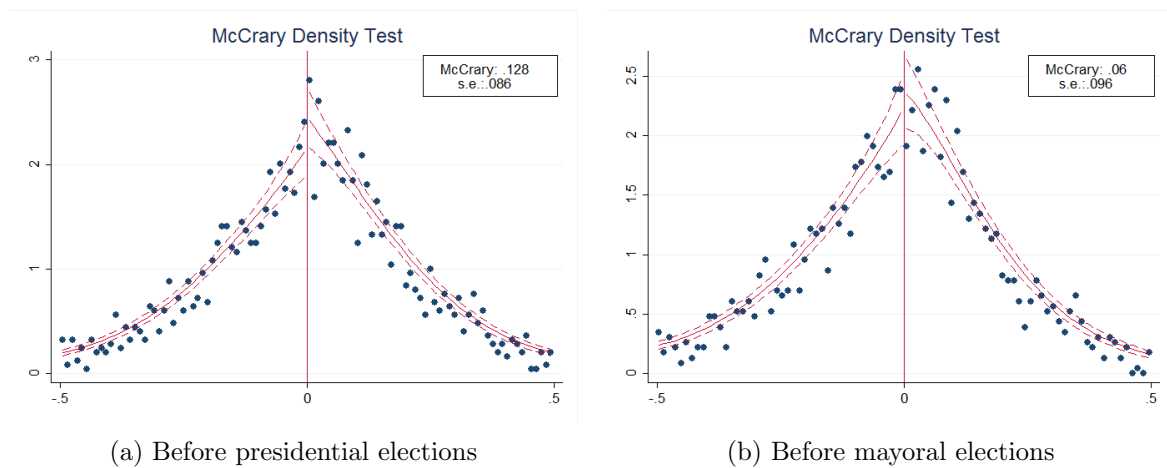 McCrary Density Test
McCrary: .128
s.e.:.086
3
2
1
0
-.5 0 .5
(a) Before presidential elections
McCrary Density Test
McCrary: .06
s.e.:.096
2.5
2
1.5
1
.5
0
-.5 0 .5
(b) Before mayoral elections